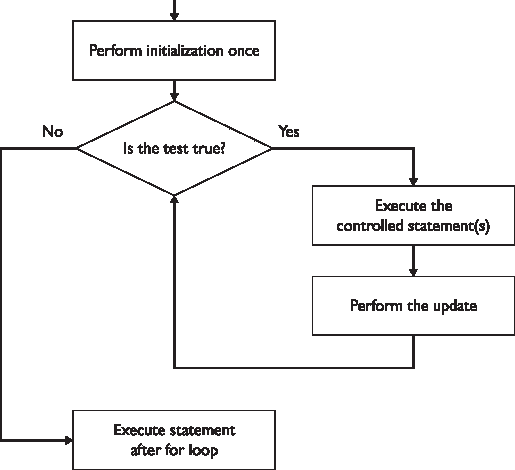 Perform initialization once
No
Yes
Is the test true?
Execute the
controlled statement(s)
Perform the update
Execute statement
after for loop